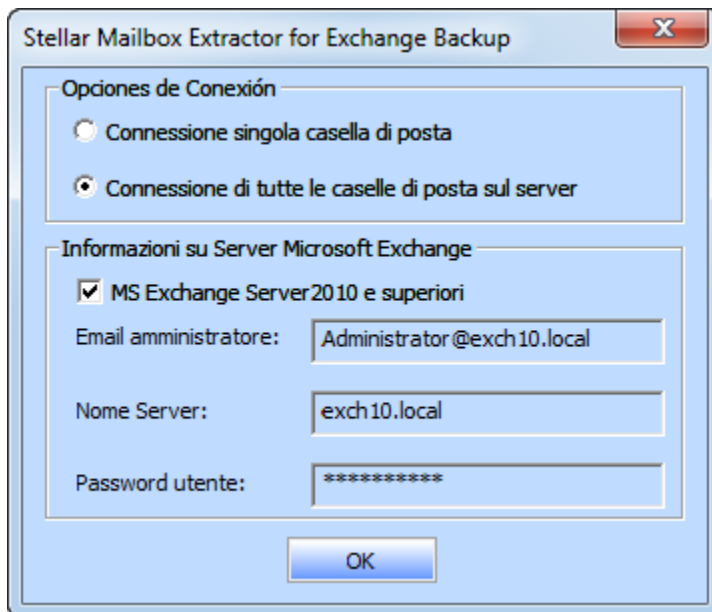 Stellar Mailbox Extractor for Exchange Backup
Opciones de Conexión
Connessione singola casella di posta
Connessione di tutte le caselle di posta sul server
Informazioni su Server Microsoft Exchange
MS Exchange Server2010 e superiori
Email amministratore: Administrator@exch10.local
Nome Server: exch10.local
Password utente: **********
OK